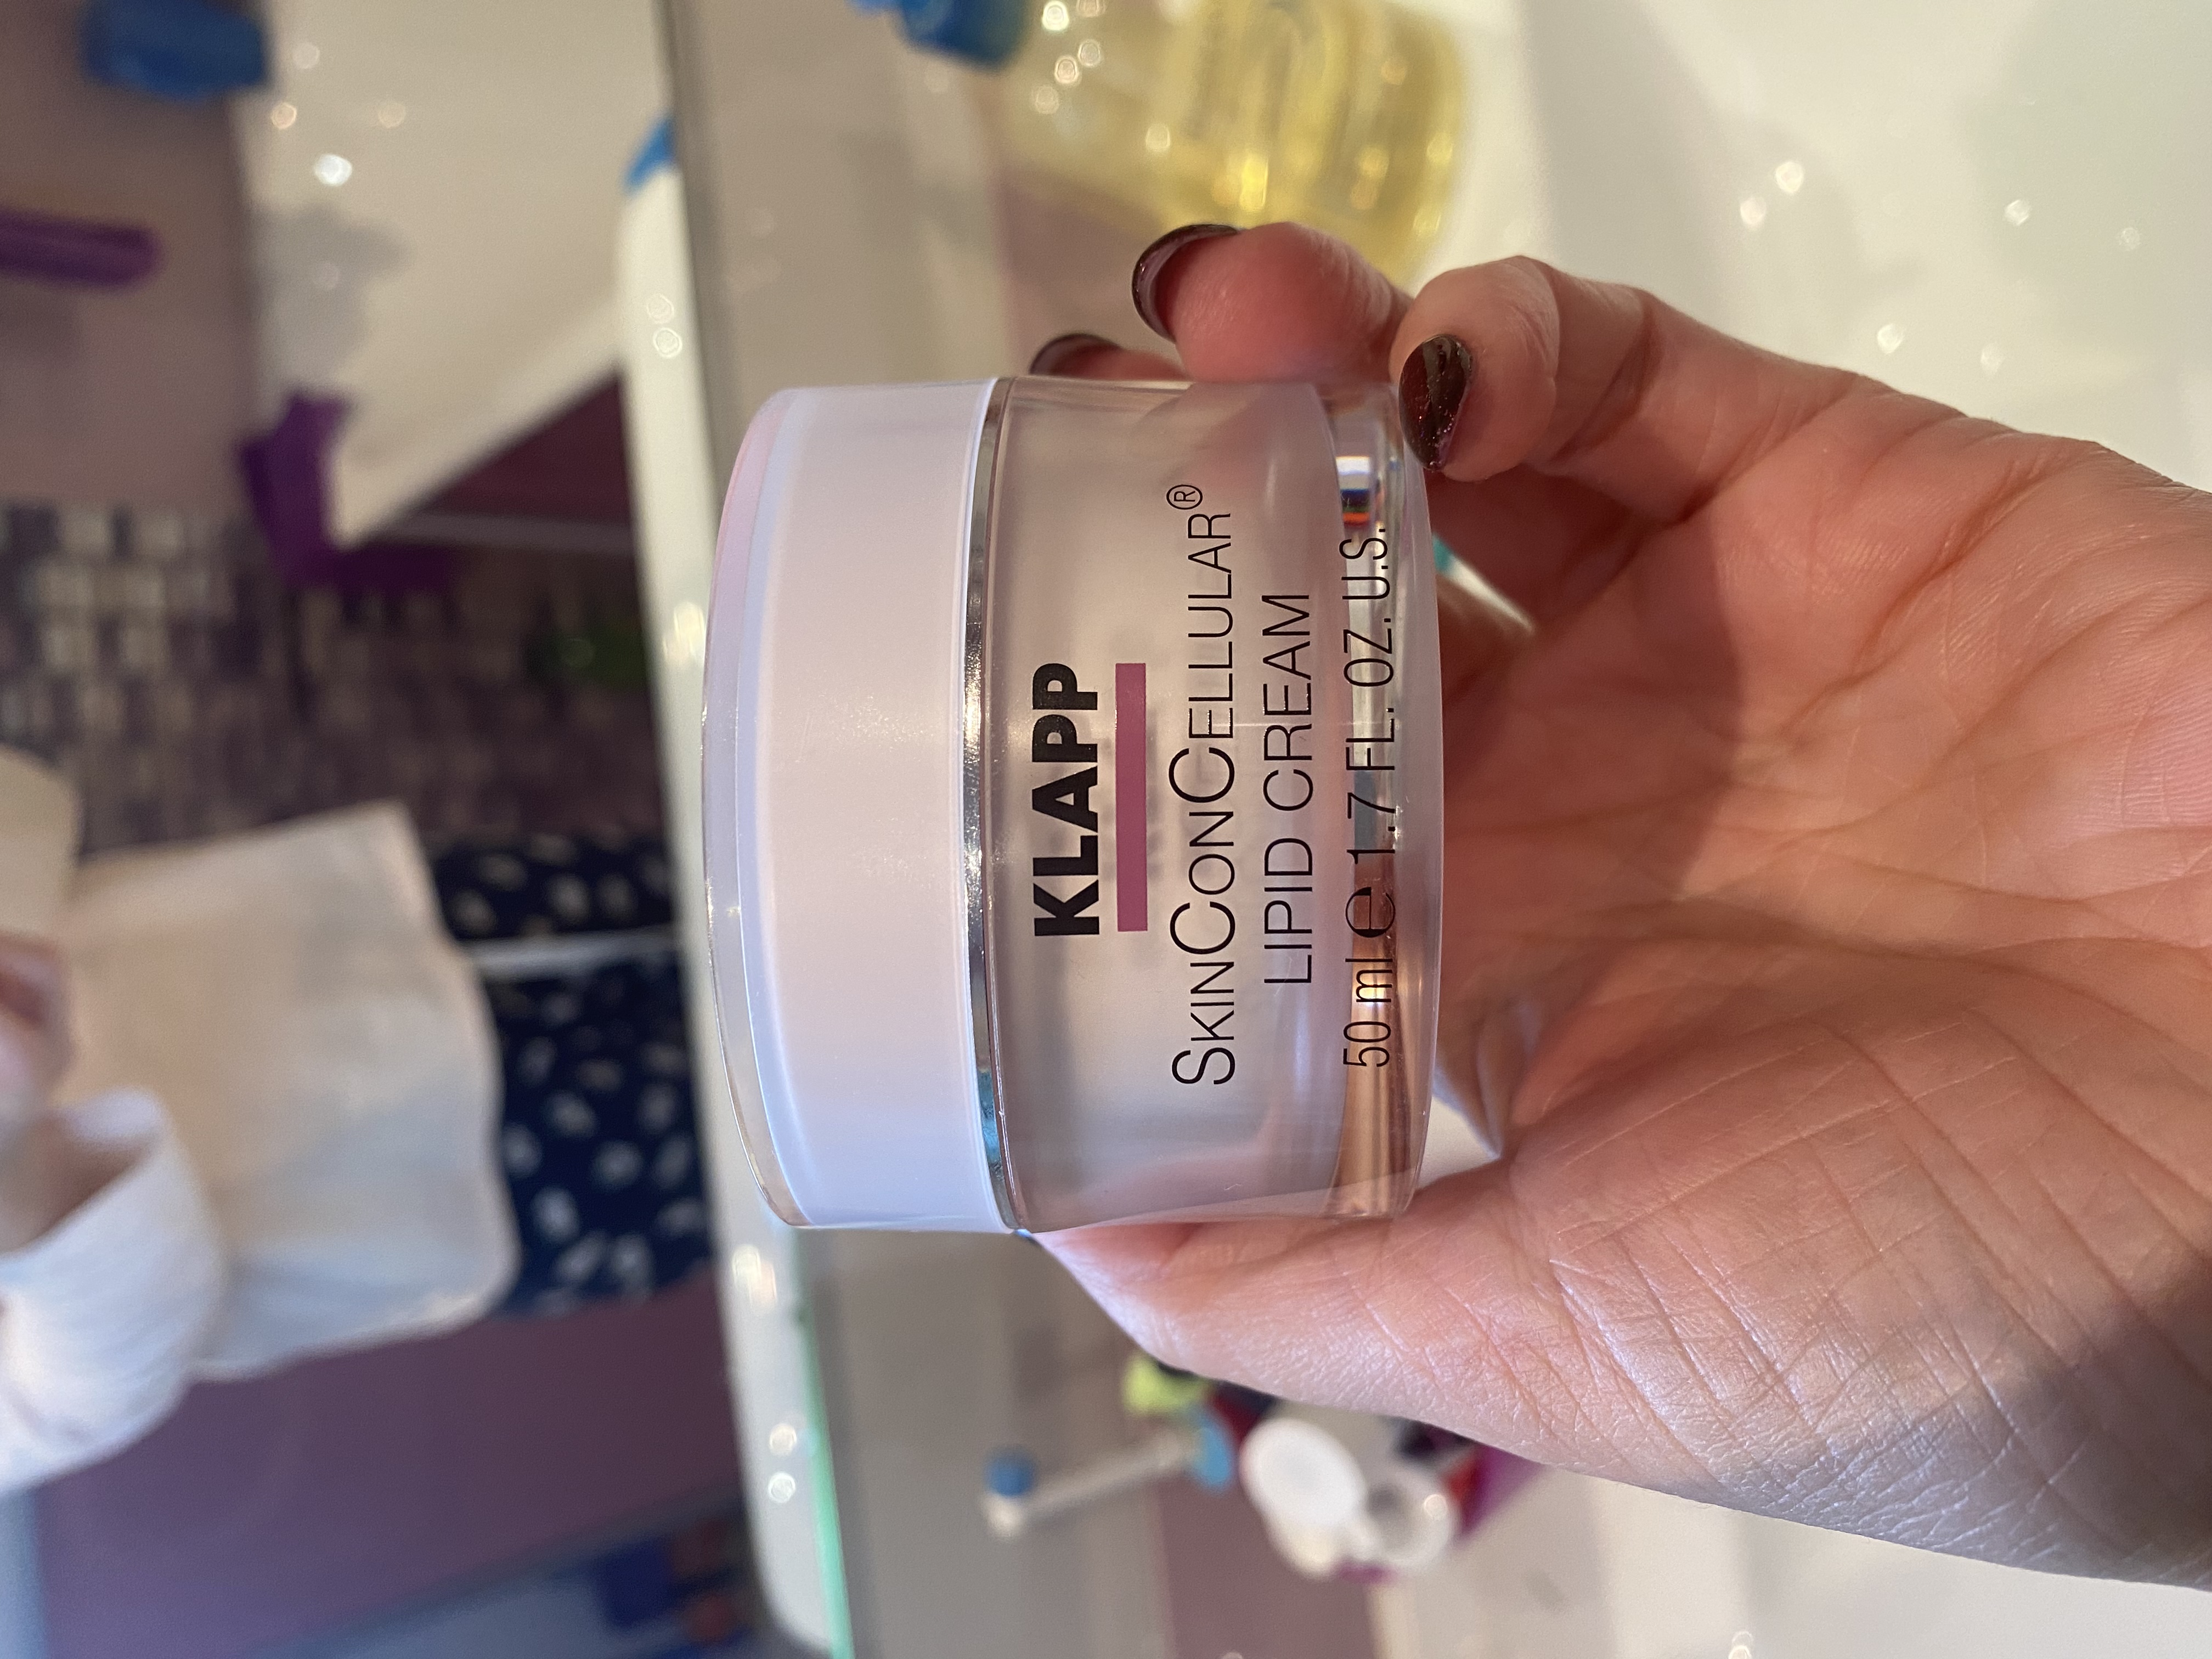 KLAPP
SKINCONCELLULAR®
LIPID CREAM
50 ml ℮ 1.7 FL. OZ. U.S.